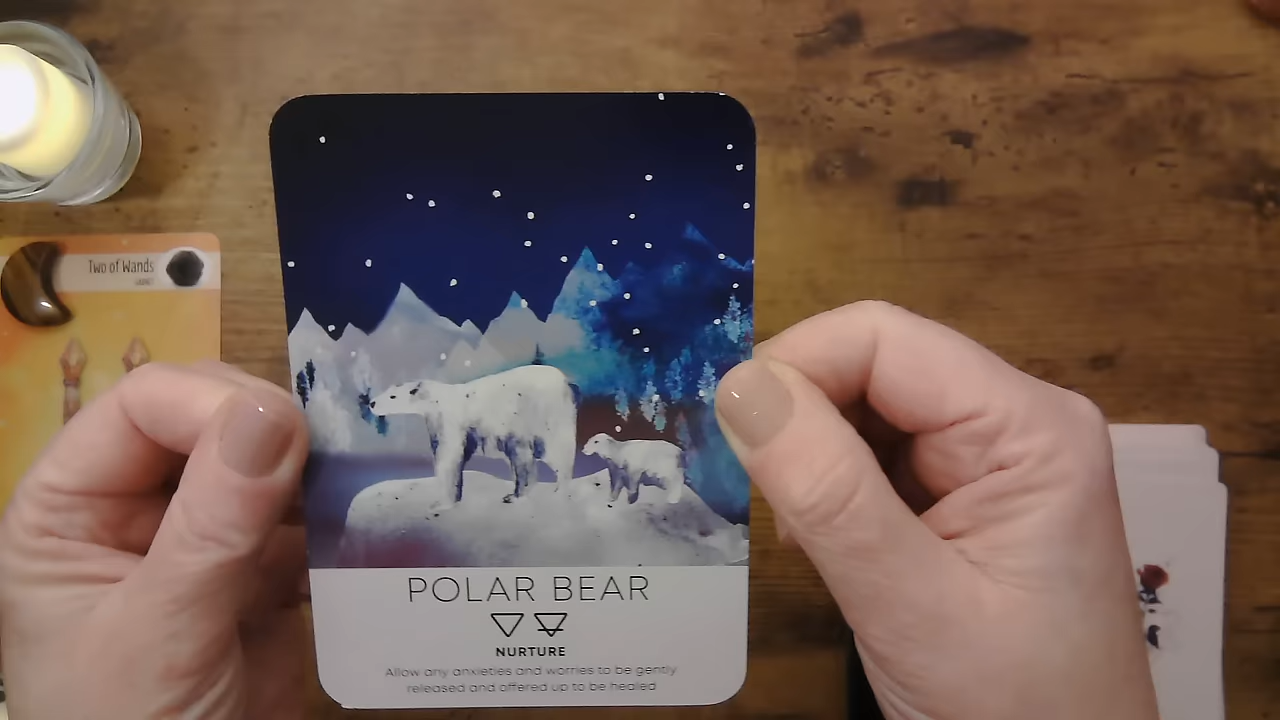 Two of Wands
POLAR BEAR
NURTURE
Allow any anxieties and worries to be gently
released and offered up to be healed